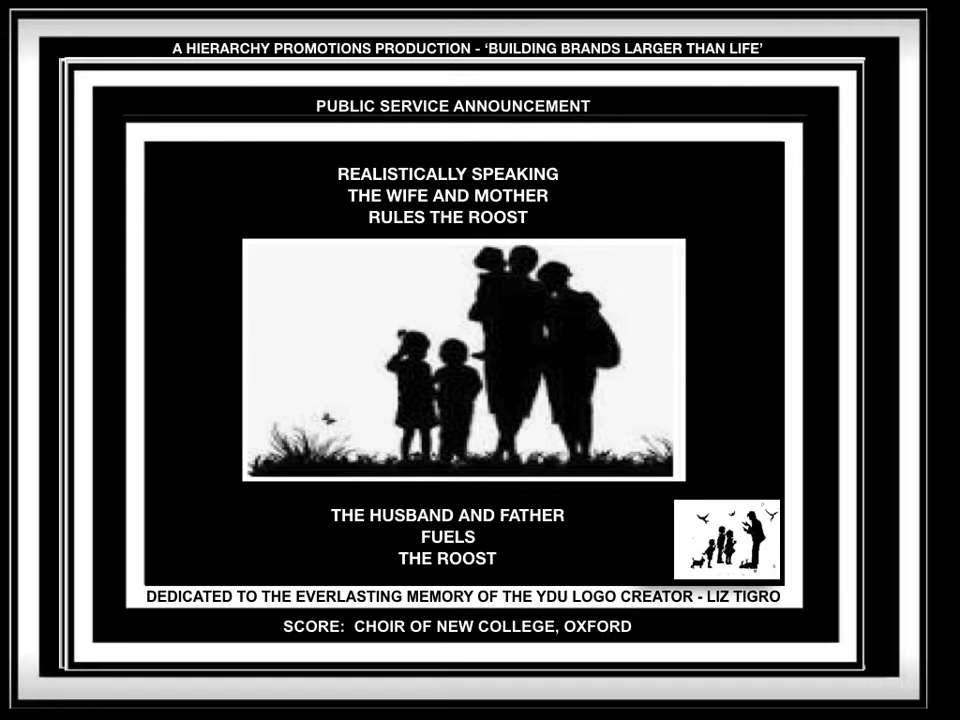 A HIERARCHY PROMOTIONS PRODUCTION - ‘BUILDING BRANDS LARGER THAN LIFE’
PUBLIC SERVICE ANNOUNCEMENT
REALISTICALLY SPEAKING
THE WIFE AND MOTHER
RULES THE ROOST
THE HUSBAND AND FATHER
FUELS
THE ROOST
DEDICATED TO THE EVERLASTING MEMORY OF THE YDU LOGO CREATOR - LIZ TIGRO
SCORE: CHOIR OF NEW COLLEGE, OXFORD